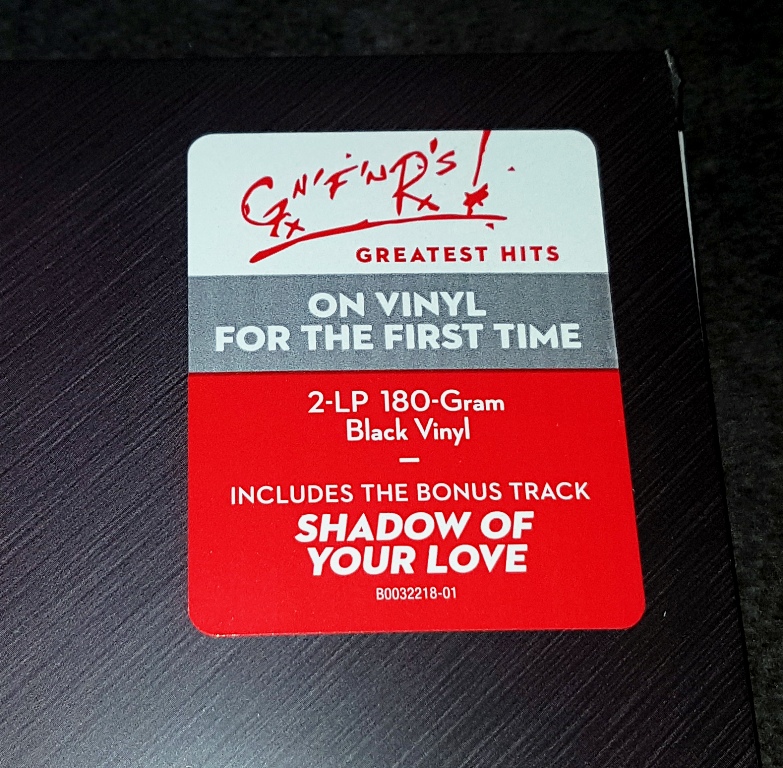 Gn'F'nR's!
GREATEST HITS
ON VINYL
FOR THE FIRST TIME
2-LP 180-Gram
Black Vinyl
–
INCLUDES THE BONUS TRACK
SHADOW OF
YOUR LOVE
B0032218-01